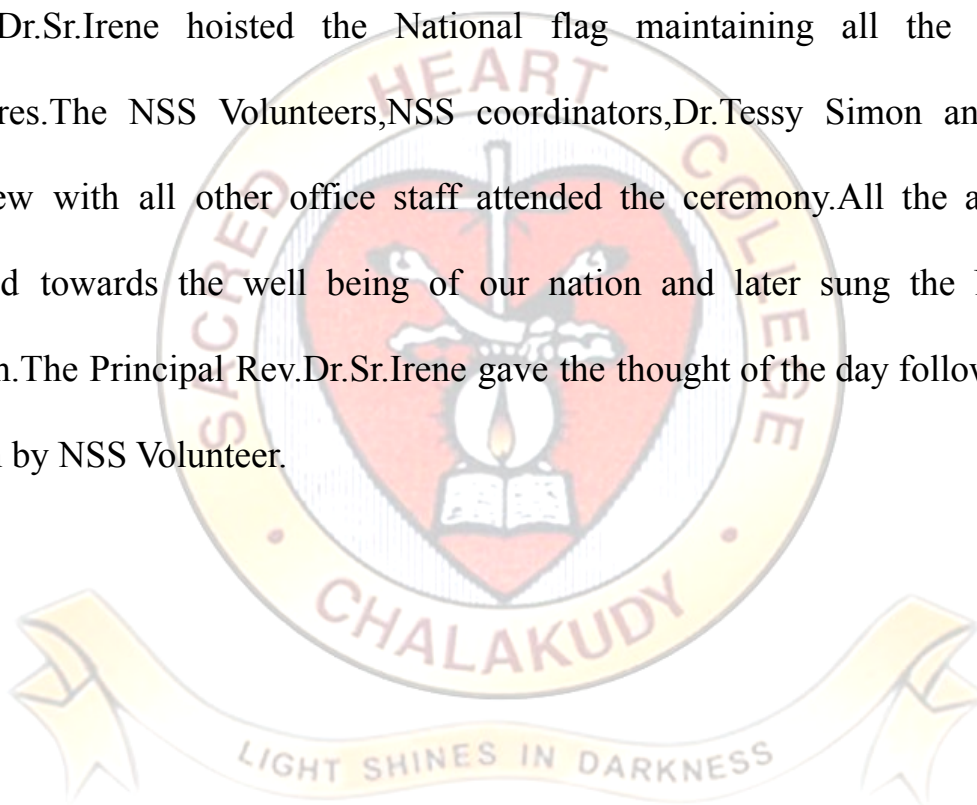 Dr.Sr.Irene hoisted the National flag maintaining all the
res.The NSS Volunteers,NSS coordinators,Dr.Tessy Simon an
ew with all other office staff attended the ceremony.All the a
d towards the well being of our nation and later sung the
n.The Principal Rev.Dr.Sr.Irene gave the thought of the day follow
by NSS Volunteer.
SACRED HEART COLLEGE
CHALAKUDY
LIGHT SHINES IN DARKNESS